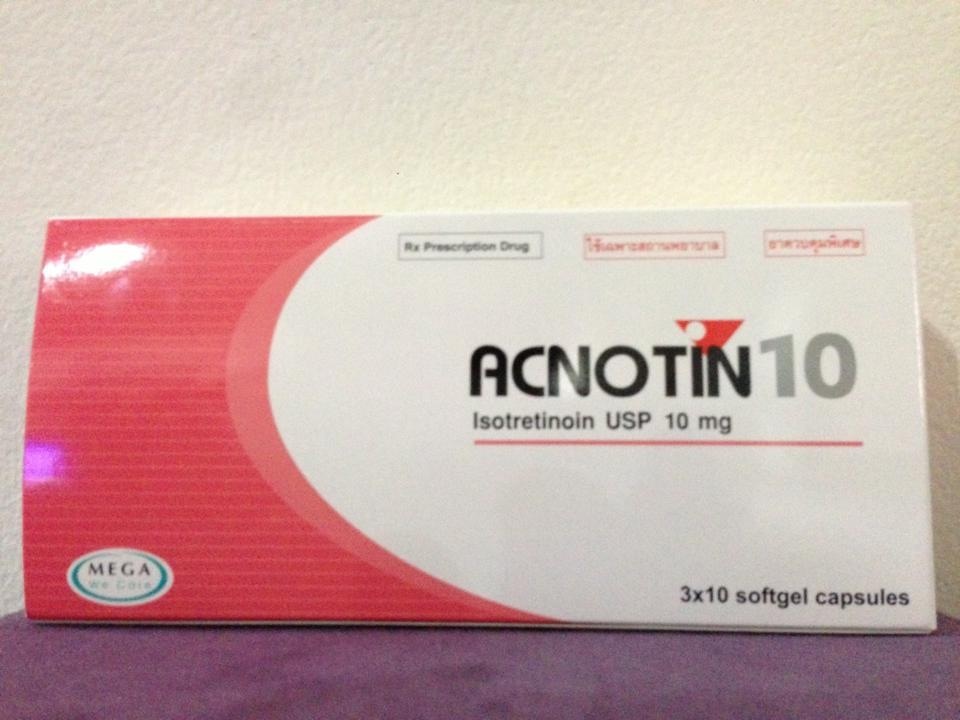 Rx Prescription Drug
ใช้เฉพาะสถานพยาบาล
ยาควบคุมพิเศษ
ACNOTIN 10
Isotretinoin USP 10 mg
MEGA
We Care
3x10 softgel capsules